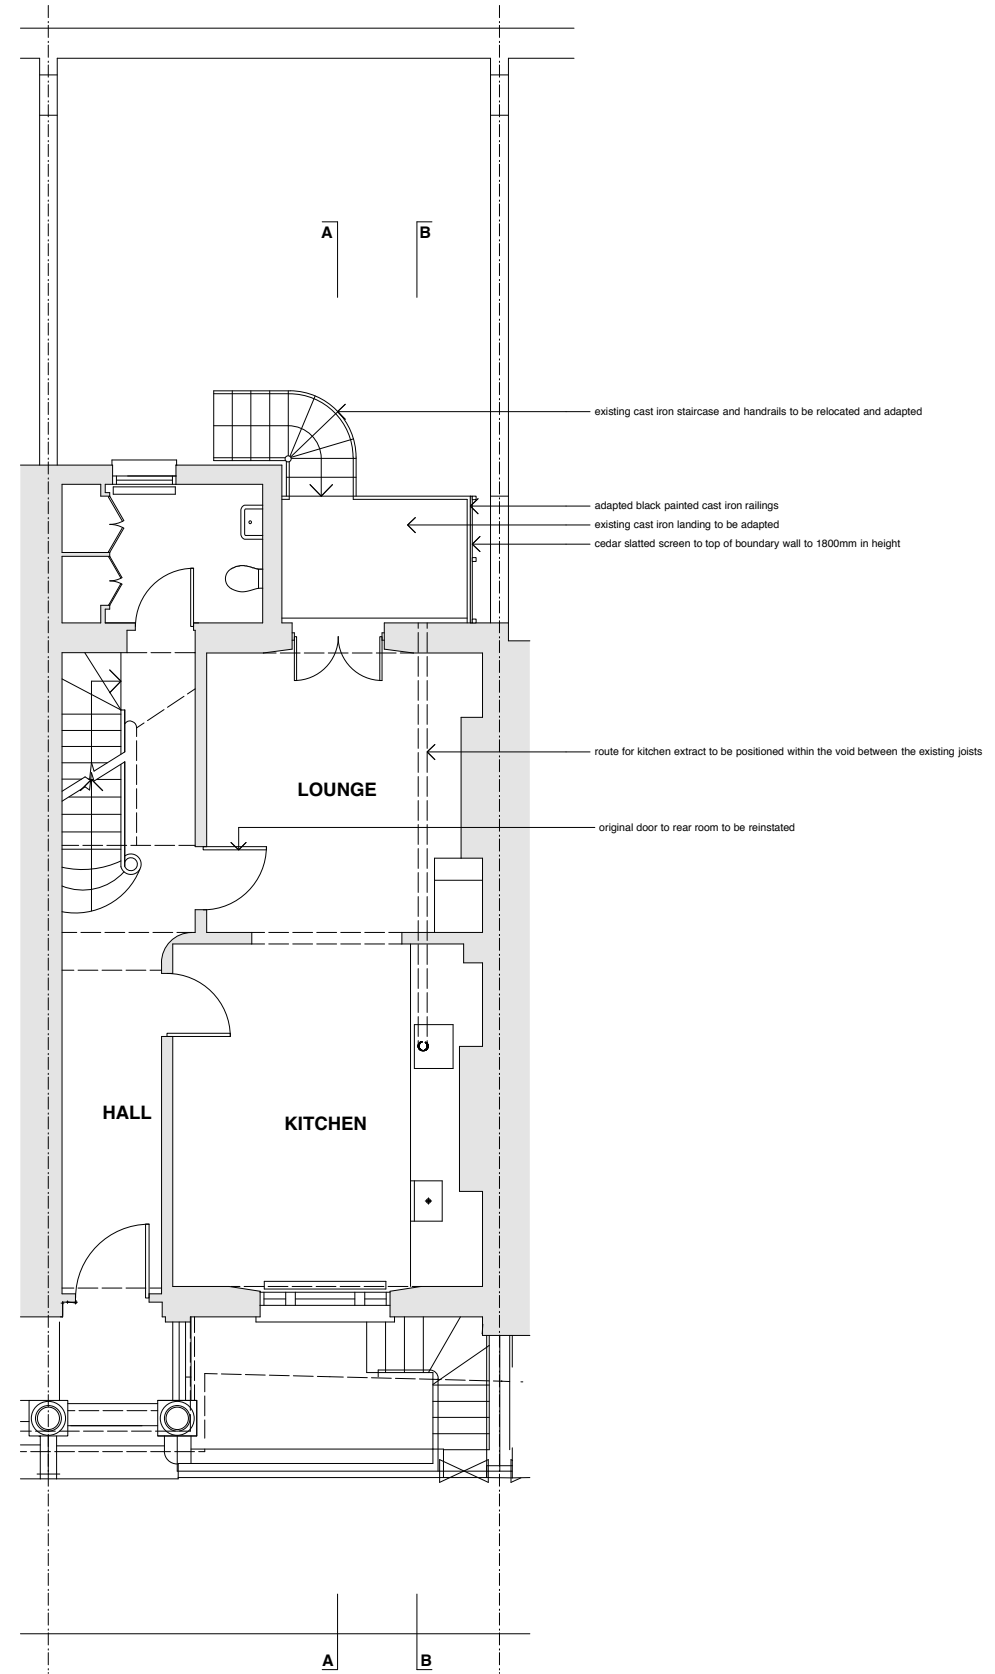 A B
existing cast iron staircase and handrails to be relocated and adapted
adapted black painted cast iron railings
existing cast iron landing to be adapted
cedar slatted screen to top of boundary wall to 1800mm in height
route for kitchen extract to be positioned within the void between the existing joists
LOUNGE
original door to rear room to be reinstated
HALL
KITCHEN
A B